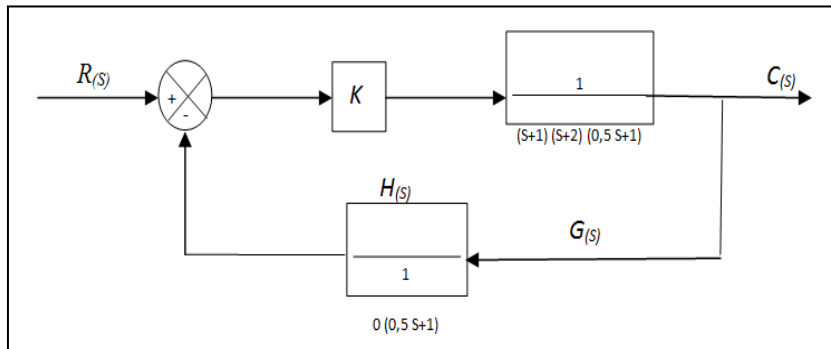 R(S)
+
-
K
1
(S+1) (S+2) (0,5 S+1)
C(S)
H(S)
1
0 (0,5 S+1)
G(S)